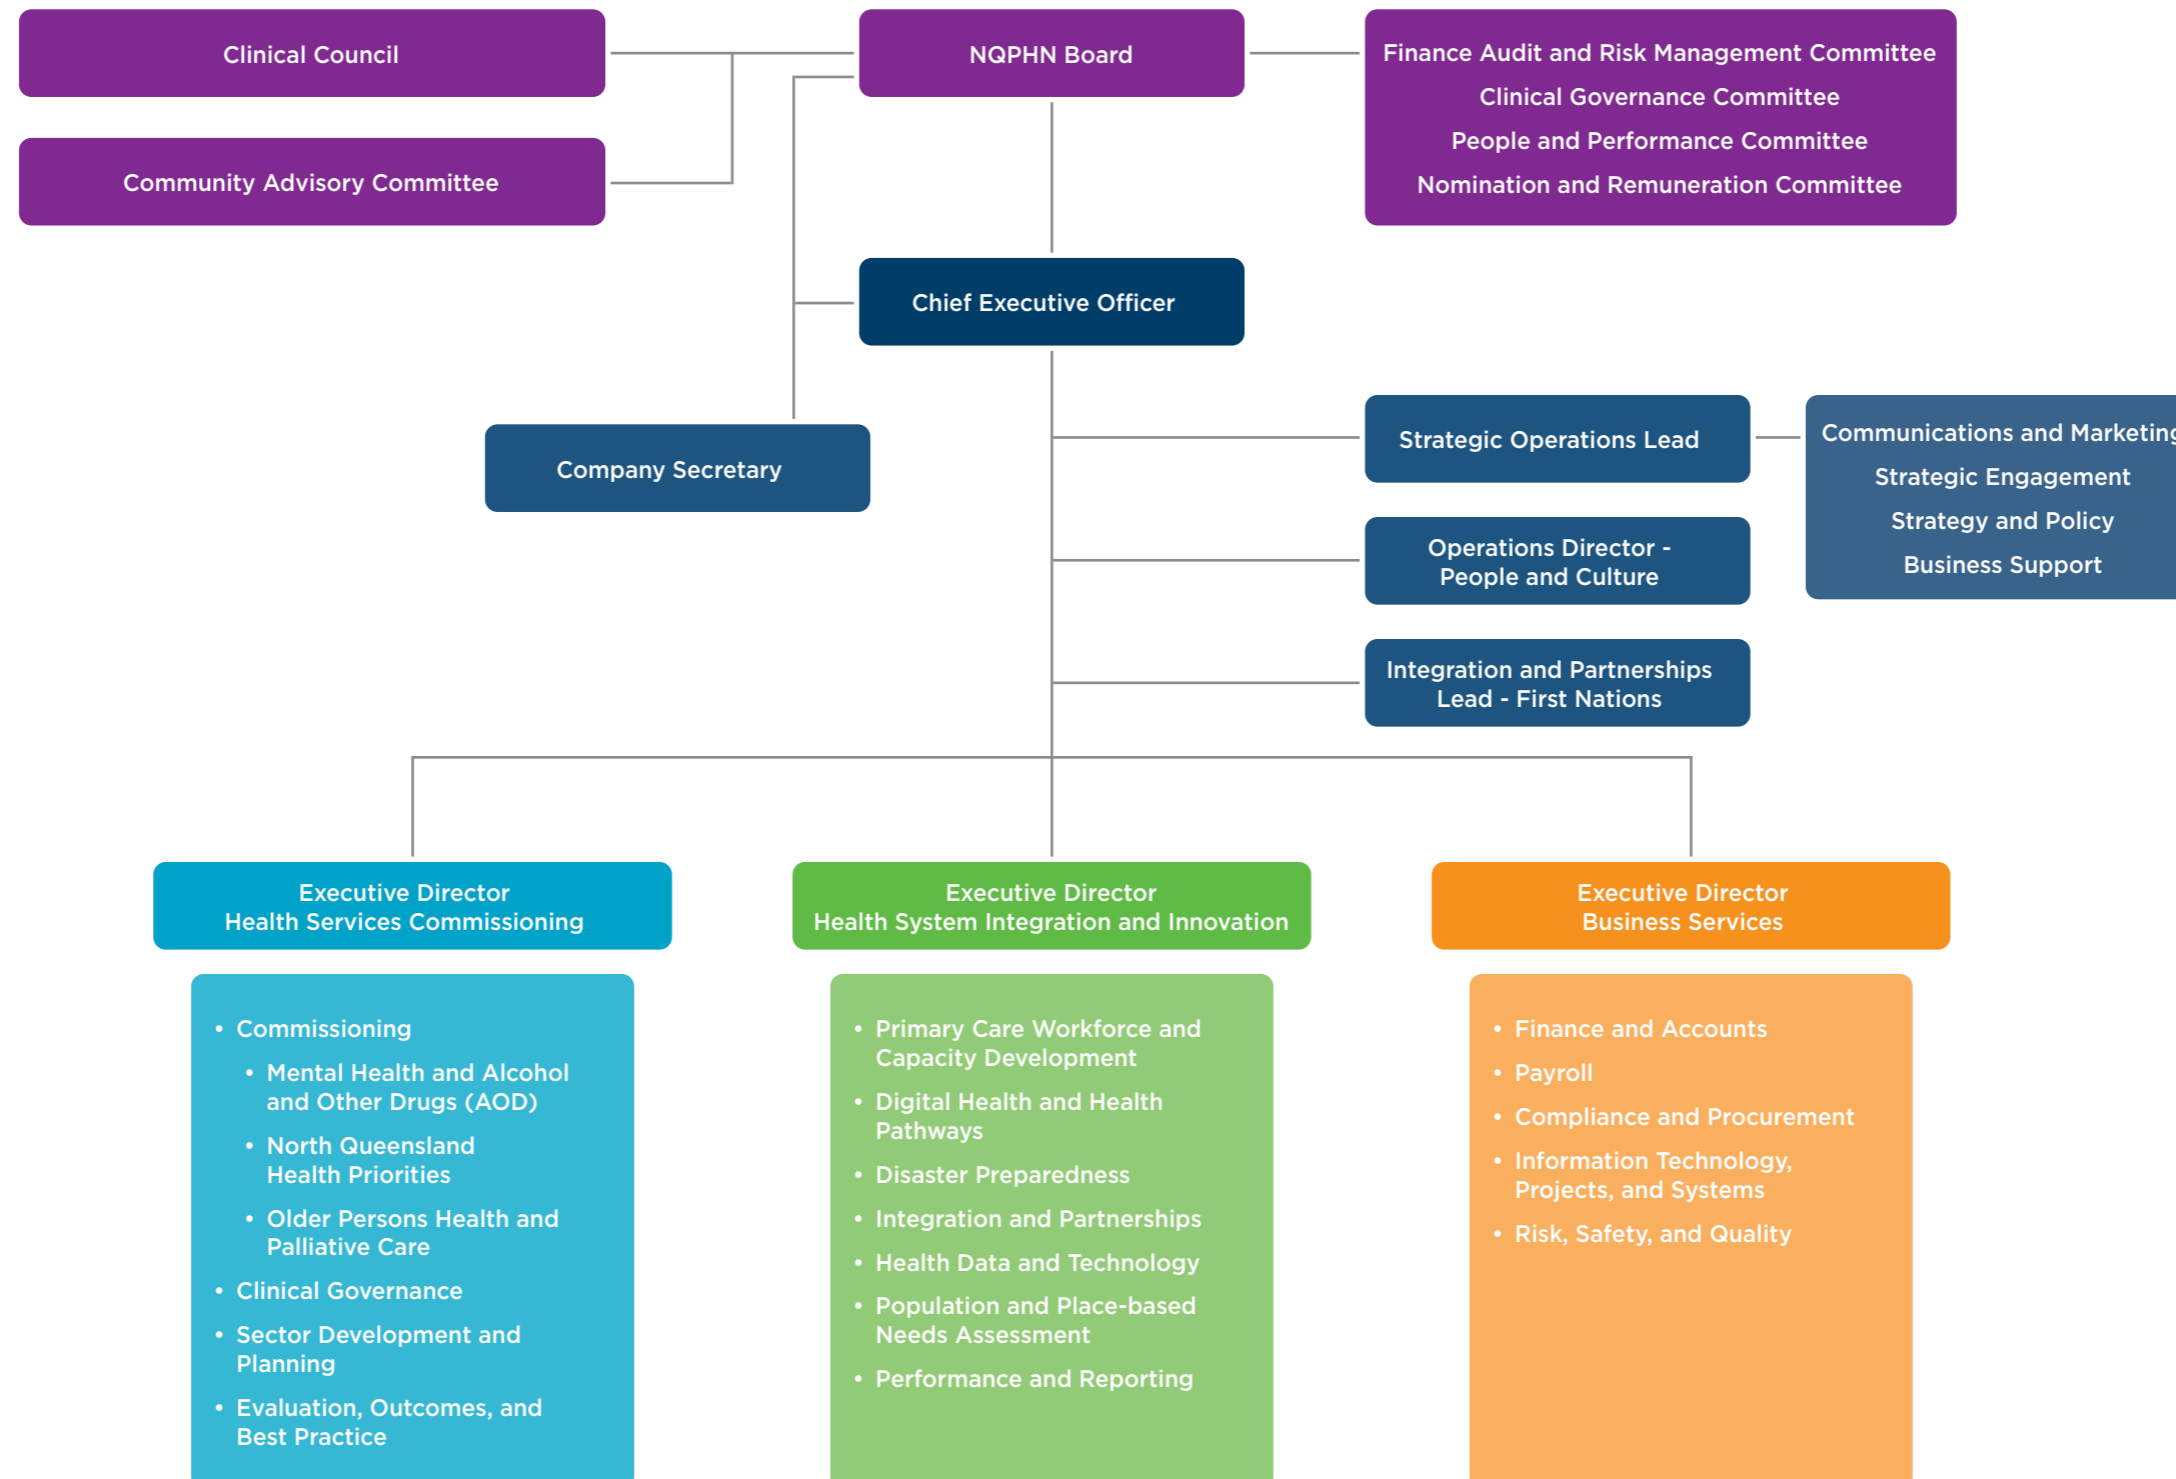 Clinical Council
NQPHN Board
Finance Audit and Risk Management Committee
Clinical Governance Committee
People and Performance Committee
Nomination and Remuneration Committee
Community Advisory Committee
Chief Executive Officer
Company Secretary
Strategic Operations Lead
Communications and Marketing
Strategic Engagement
Strategy and Policy
Business Support
Operations Director -
People and Culture
Integration and Partnerships
Lead - First Nations
Executive Director
Health Services Commissioning
• Commissioning
• Mental Health and Alcohol
and Other Drugs (AOD)
• North Queensland
Health Priorities
• Older Persons Health and
Palliative Care
• Clinical Governance
• Sector Development and
Planning
• Evaluation, Outcomes, and
Best Practice
Executive Director
Health System Integration and Innovation
• Primary Care Workforce and
Capacity Development
• Digital Health and Health
Pathways
• Disaster Preparedness
• Integration and Partnerships
• Health Data and Technology
• Population and Place-based
Needs Assessment
• Performance and Reporting
Executive Director
Business Services
• Finance and Accounts
• Payroll
• Compliance and Procurement
• Information Technology,
Projects, and Systems
• Risk, Safety, and Quality